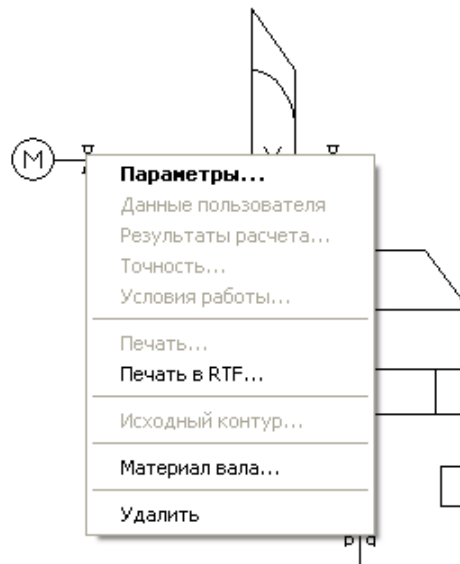 M
Параметры...
Данные пользователя
Результаты расчета...
Точность...
Условия работы...
Печать...
Печать в RTF...
Исходный контур...
Материал вала...
Удалить